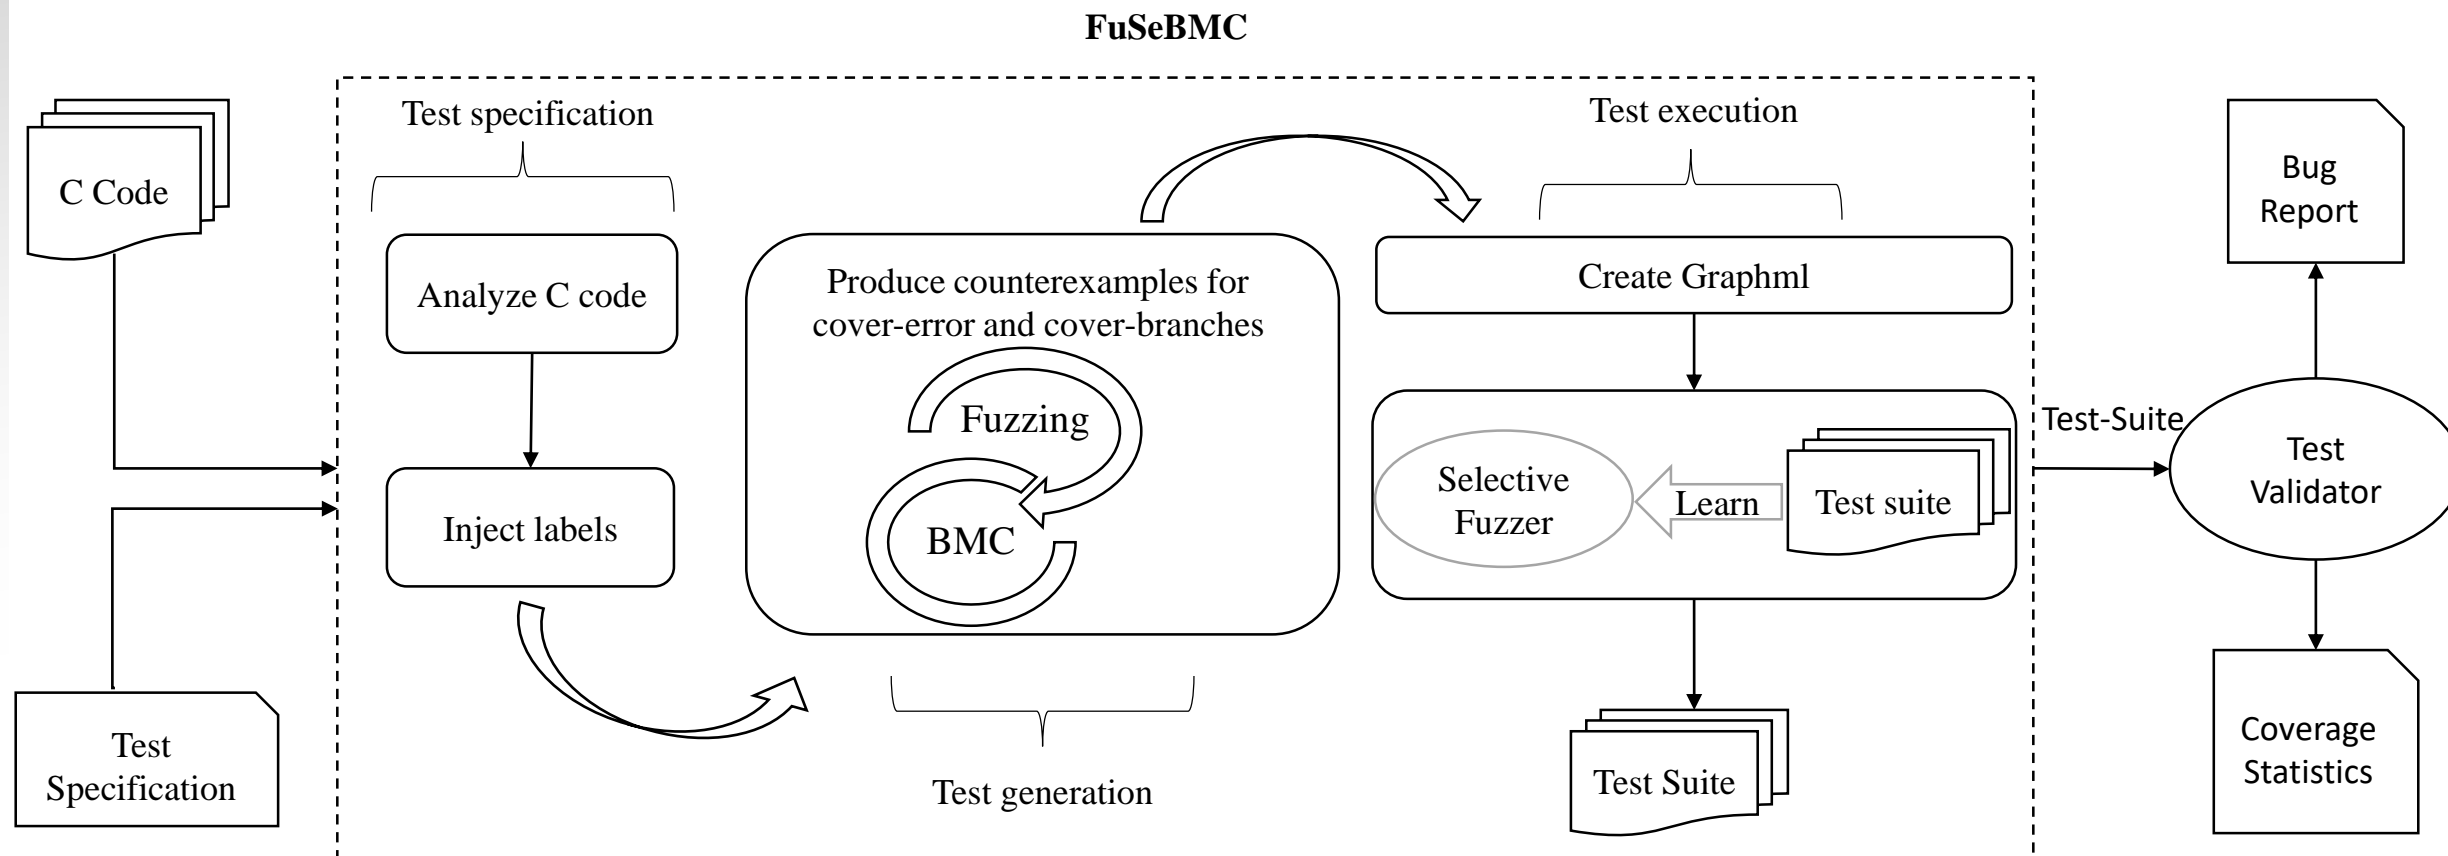 FuSeBMC
C Code
Test
Specification
Test specification
Analyze C code
Inject labels
Produce counterexamples for
cover-error and cover-branches
Fuzzing
BMC
Test generation
Test execution
Create Graphml
Selective
Fuzzer
Learn
Test suite
Test Suite
Test-Suite
Bug
Report
Test
Validator
Coverage
Statistics